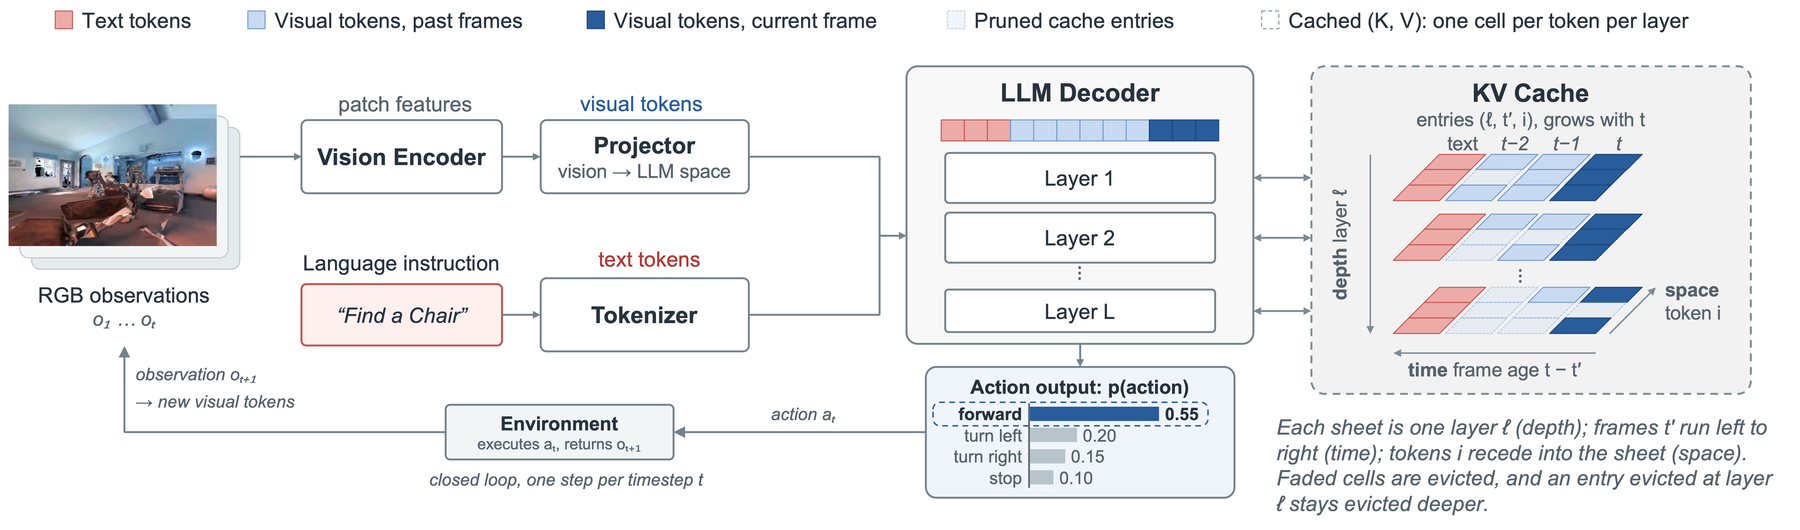 Text tokens
Visual tokens, past frames
Visual tokens, current frame
Pruned cache entries
Cached (K, V): one cell per token per layer
RGB observations
o₁ … oₜ
patch features
Vision Encoder
visual tokens
Projector
vision → LLM space
Language instruction
“Find a Chair”
text tokens
Tokenizer
LLM Decoder
Layer 1
Layer 2
⋮
Layer L
KV Cache
entries (ℓ, t′, i), grows with t
text t−2 t−1 t
depth layer ℓ
⋮
space
token i
time frame age t − t′
Action output: p(action)
forward 0.55
turn left 0.20
turn right 0.15
stop 0.10
action aₜ
Environment
executes aₜ, returns oₜ₊₁
closed loop, one step per timestep t
observation oₜ₊₁
→ new visual tokens
Each sheet is one layer ℓ (depth); frames t′ run left to
right (time); tokens i recede into the sheet (space).
Faded cells are evicted, and an entry evicted at layer
ℓ stays evicted deeper.